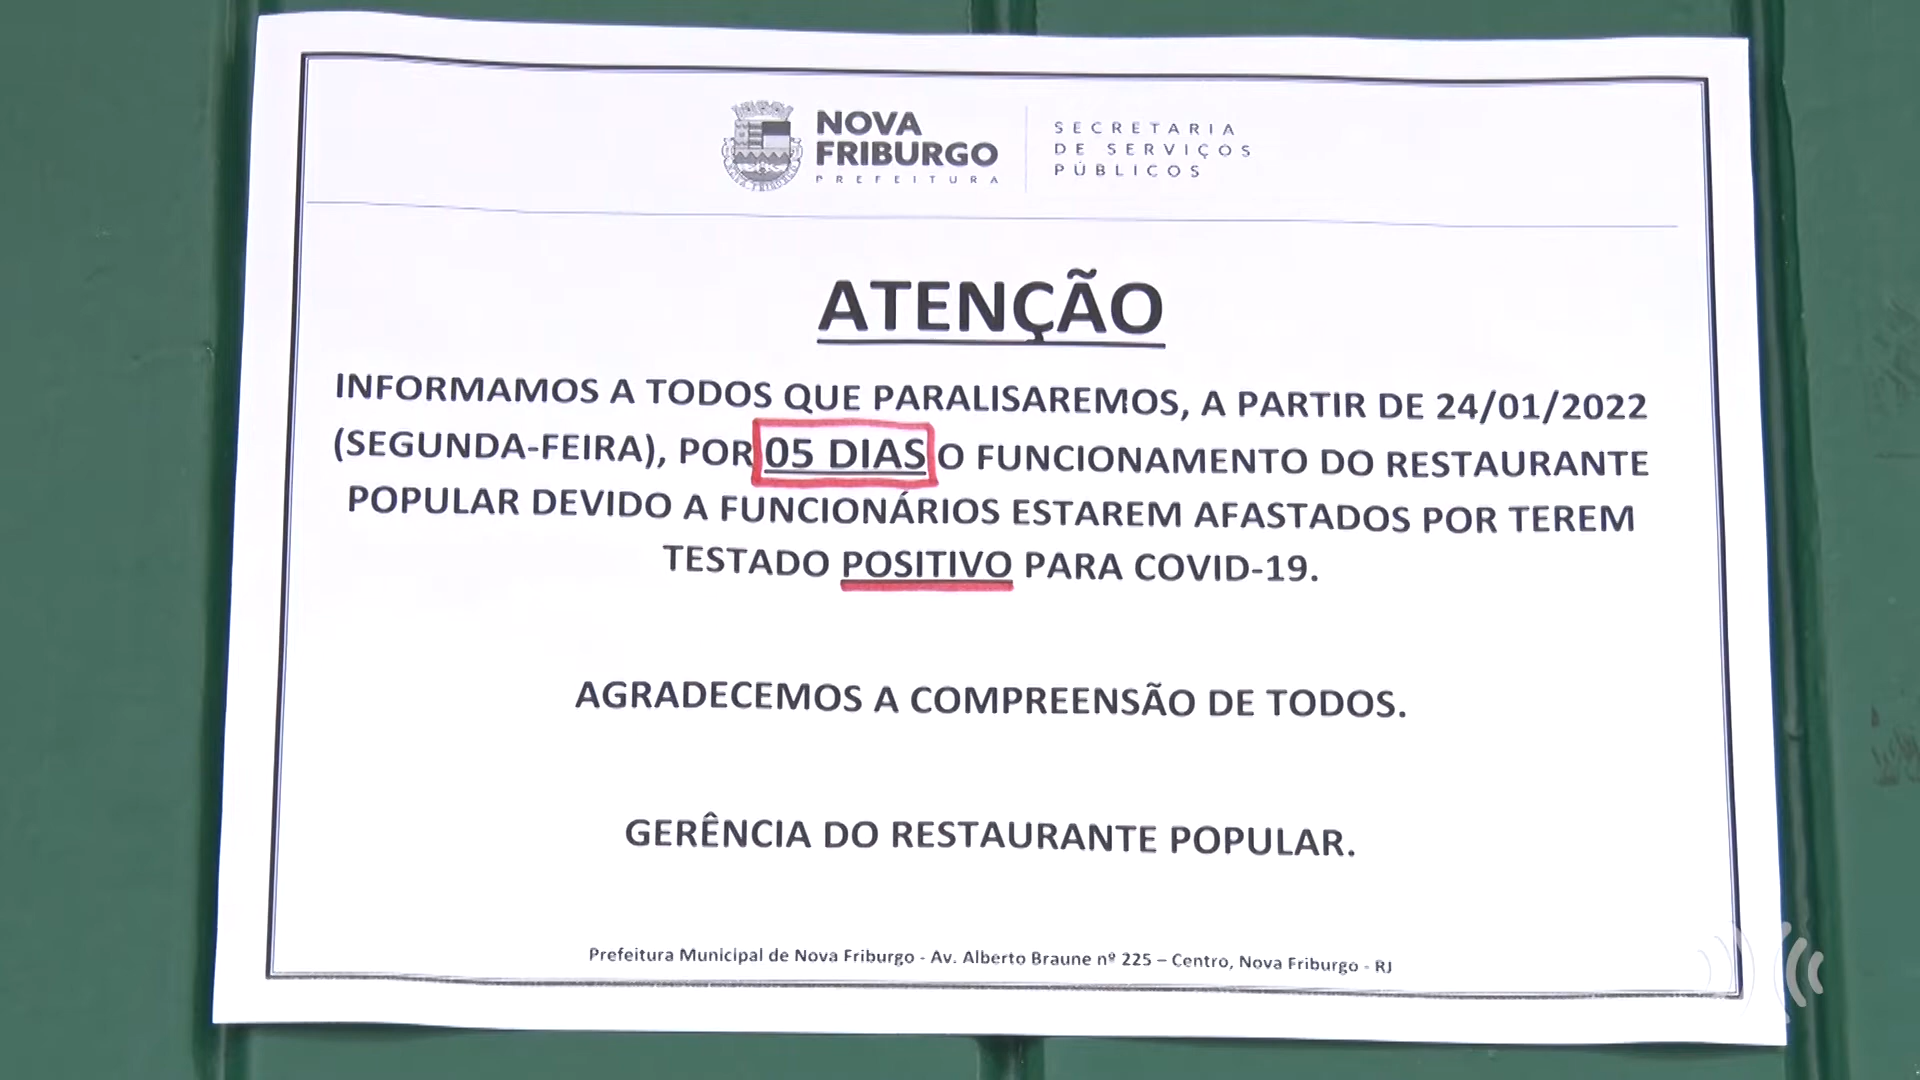 NOVA
FRIBURGO
PREFEITURA
SECRETARIA
DE SERVIÇOS
PÚBLICOS
ATENÇÃO
INFORMAMOS A TODOS QUE PARALISAREMOS, A PARTIR DE 24/01/2022
(SEGUNDA-FEIRA), POR 05 DIAS O FUNCIONAMENTO DO RESTAURANTE
POPULAR DEVIDO A FUNCIONÁRIOS ESTAREM AFASTADOS POR TEREM
TESTADO POSITIVO PARA COVID-19.
AGRADECEMOS A COMPREENSÃO DE TODOS.
GERÊNCIA DO RESTAURANTE POPULAR.
Prefeitura Municipal de Nova Friburgo - Av. Alberto Braune nº 225 – Centro, Nova Friburgo - RJ